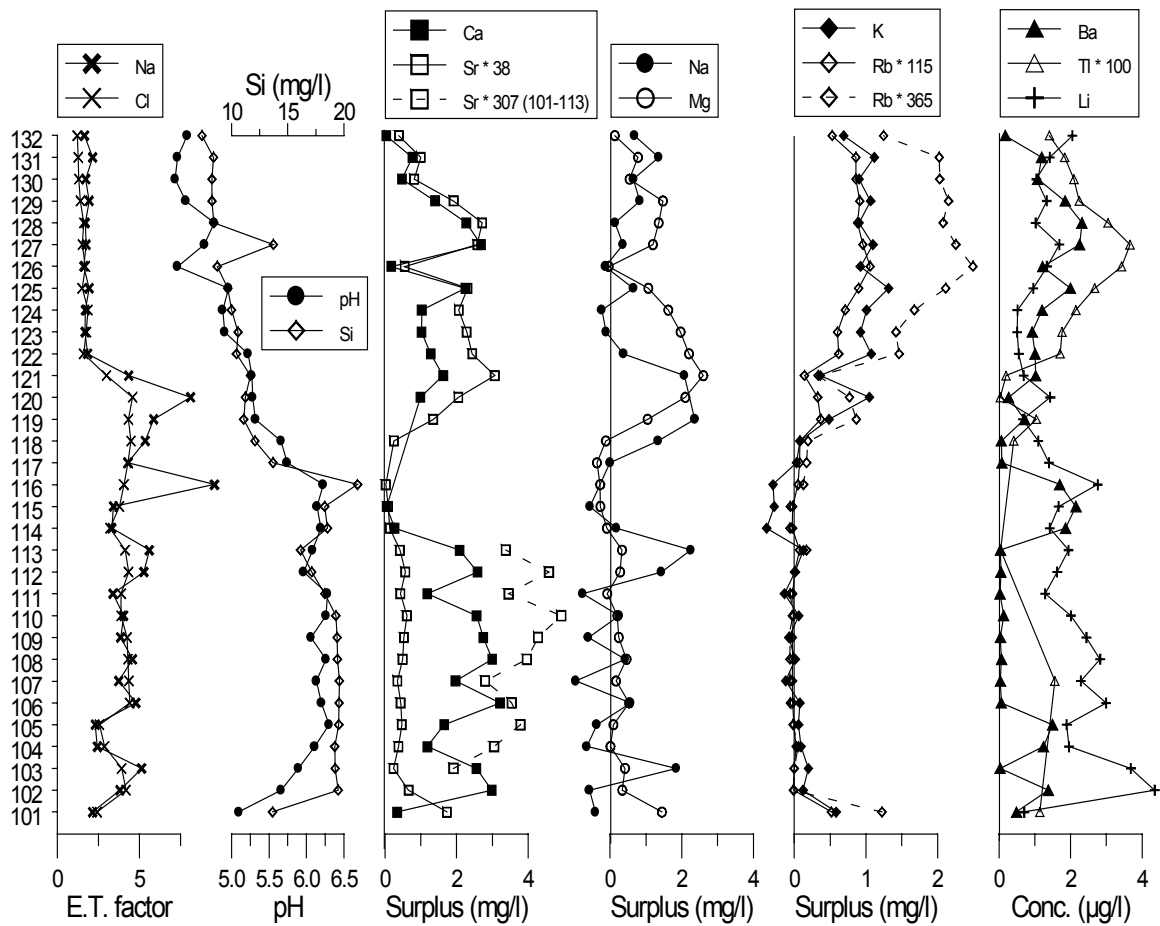 Na
Cl
Si (mg/l)
10 15 20
Ca
Sr * 38
Sr * 307 (101-113)
Na
Mg
K
Rb * 115
Rb * 365
Ba
Tl * 100
Li
pH
Si
132
131
130
129
128
127
126
125
124
123
122
121
120
119
118
117
116
115
114
113
112
111
110
109
108
107
106
105
104
103
102
101
0 5
E.T. factor
5.0 5.5 6.0 6.5
pH
0 2 4
Surplus (mg/l)
0 2 4
Surplus (mg/l)
0 1 2
Surplus (mg/l)
0 2 4
Conc. (µg/l)